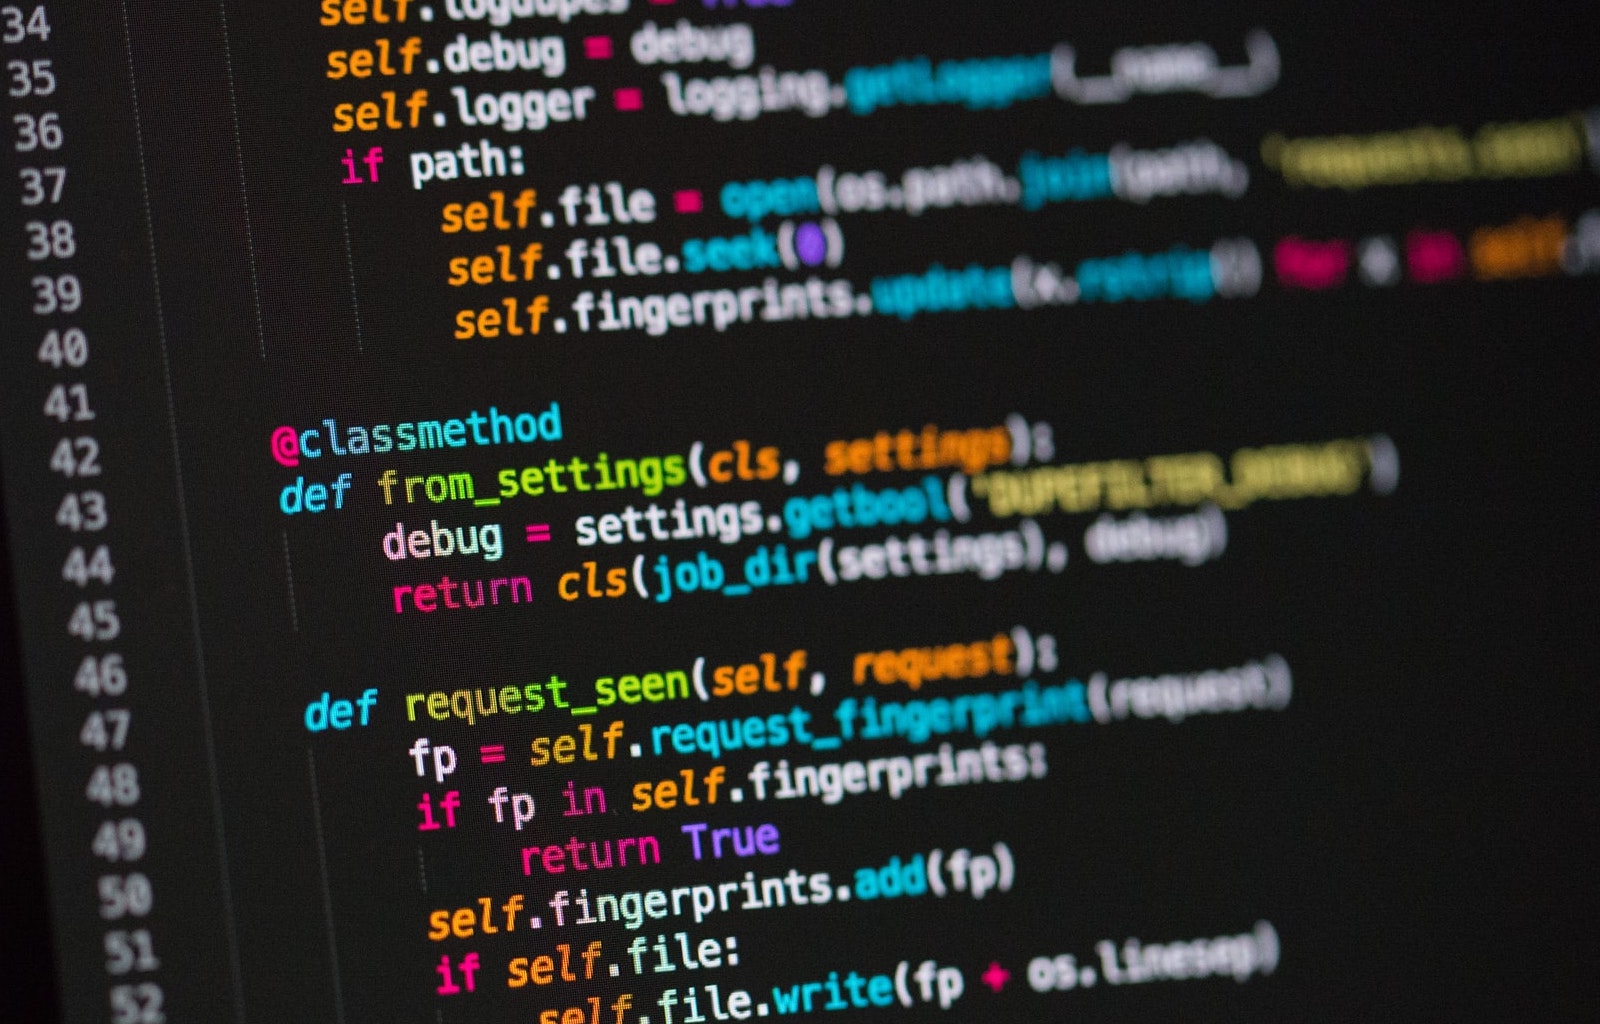 34 self.logdupes = True
35 self.debug = debug
36 self.logger = logging.getLogger(__name__)
37 if path:
38 self.file = open(os.path.join(path, 'requests.seen'
39 self.file.seek(0)
40 self.fingerprints.update(x.rstrip() for x in self.
41
42 @classmethod
43 def from_settings(cls, settings):
44 debug = settings.getbool('DUPEFILTER_DEBUG')
45 return cls(job_dir(settings), debug)
46
47 def request_seen(self, request):
48 fp = self.request_fingerprint(request)
49 if fp in self.fingerprints:
50 return True
51 self.fingerprints.add(fp)
52 if self.file:
self.file.write(fp + os.linesep)